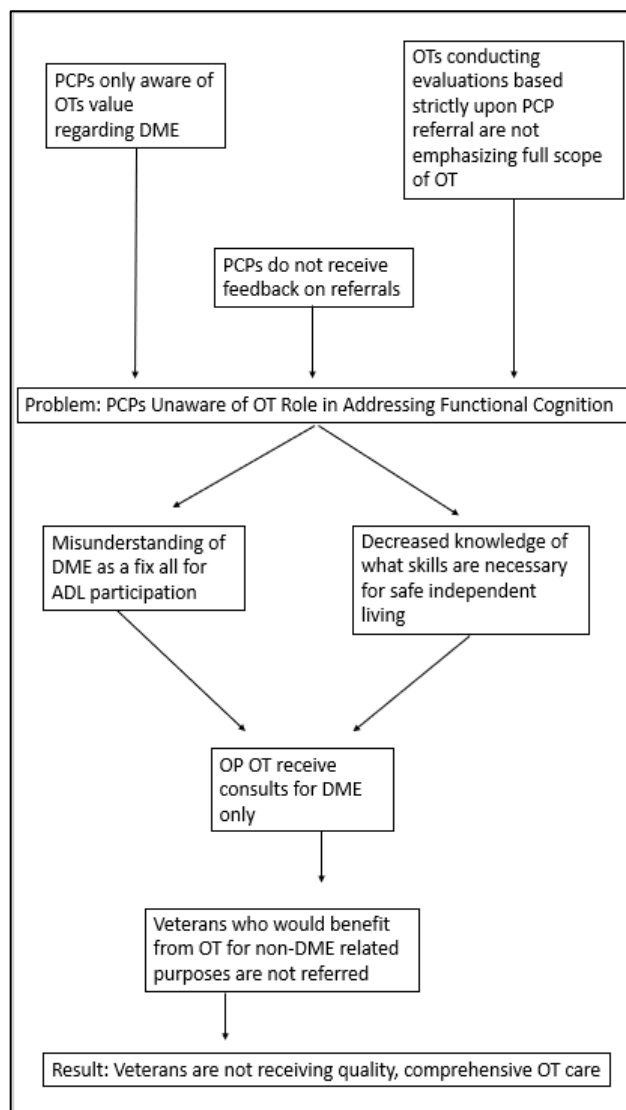 PCPs only aware of
OTs value
regarding DME
OTs conducting
evaluations based
strictly upon PCP
referral are not
emphasizing full scope
of OT
PCPs do not receive
feedback on referrals
Problem: PCPs Unaware of OT Role in Addressing Functional Cognition
Misunderstanding of
DME as a fix all for
ADL participation
Decreased knowledge of
what skills are necessary
for safe independent
living
OP OT receive
consults for DME
only
Veterans who would benefit
from OT for non-DME related
purposes are not referred
Result: Veterans are not receiving quality, comprehensive OT care